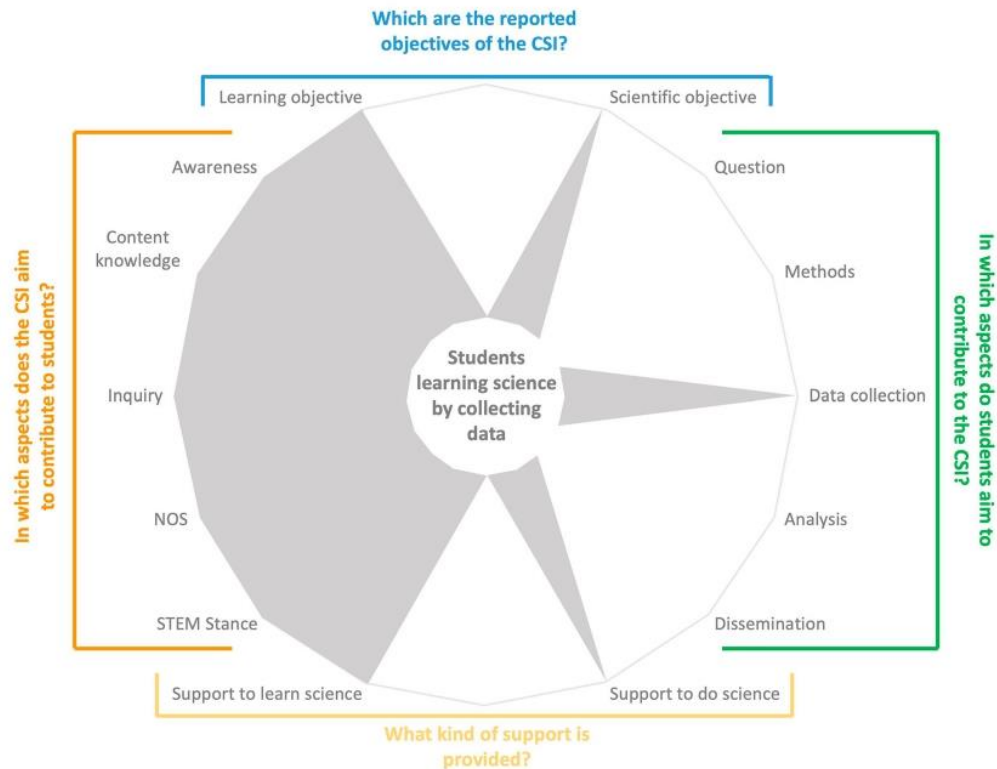 Which are the reported
objectives of the CSI?
Learning objective
Scientific objective
Awareness
Question
Content
knowledge
Methods
In which aspects does the CSI aim
to contribute to students?
In which aspects do students aim to
contribute to the CSI?
Students
learning science
by collecting
data
Inquiry
Data collection
NOS
Analysis
STEM Stance
Dissemination
Support to learn science
Support to do science
What kind of support is
provided?